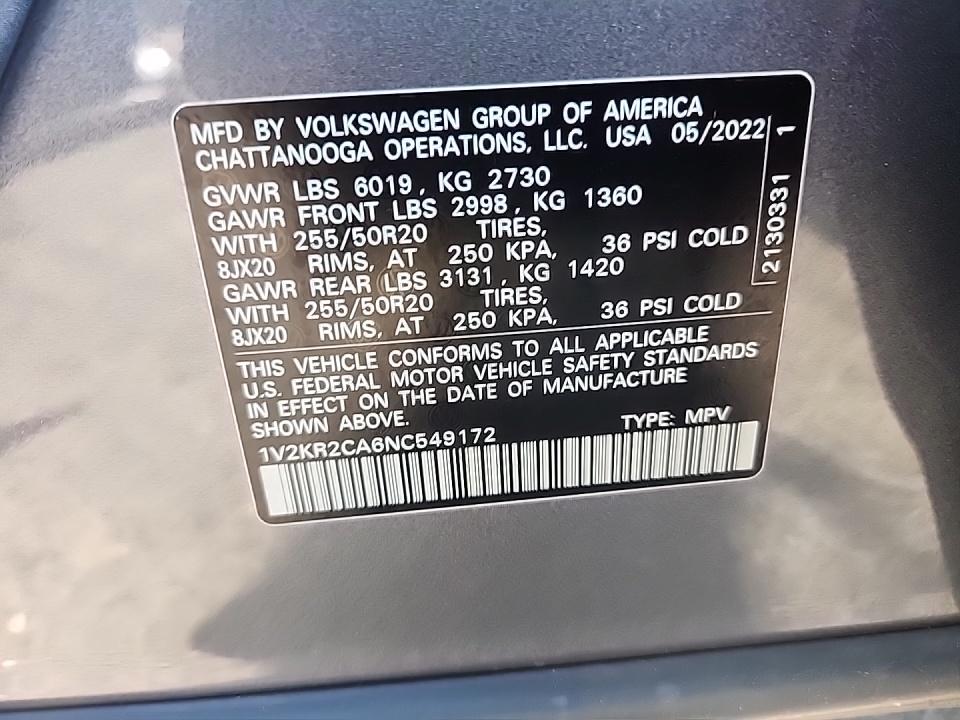 MFD BY VOLKSWAGEN GROUP OF AMERICA
CHATTANOOGA OPERATIONS, LLC. USA 05/2022
GVWR LBS 6019, KG 2730
GAWR FRONT LBS 2998, KG 1360
WITH 255/50R20 TIRES,
8JX20 RIMS, AT 250 KPA, 36 PSI COLD
GAWR REAR LBS 3131, KG 1420
WITH 255/50R20 TIRES,
8JX20 RIMS, AT 250 KPA, 36 PSI COLD
2130331 1
THIS VEHICLE CONFORMS TO ALL APPLICABLE
U.S. FEDERAL MOTOR VEHICLE SAFETY STANDARDS
IN EFFECT ON THE DATE OF MANUFACTURE
SHOWN ABOVE. TYPE: MPV
1V2KR2CA6NC549172